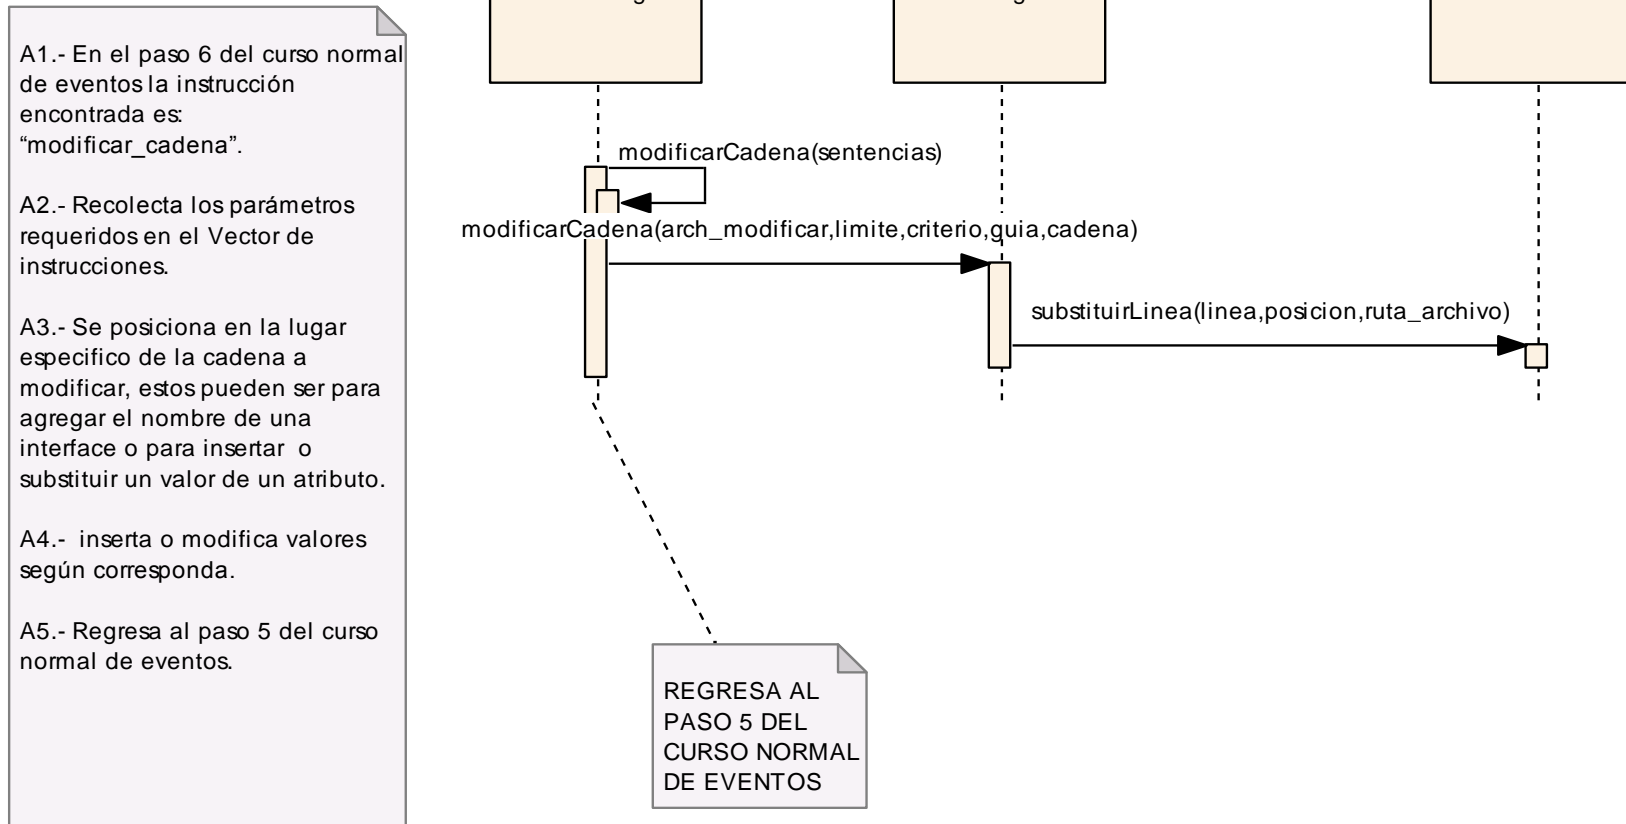 A1.- En el paso 6 del curso normal
de eventos la instrucción
encontrada es:
“modificar_cadena”.
A2.- Recolecta los parámetros
requeridos en el Vector de
instrucciones.
A3.- Se posiciona en la lugar
especifico de la cadena a
modificar, estos pueden ser para
agregar el nombre de una
interface o para insertar o
substituir un valor de un atributo.
A4.- inserta o modifica valores
según corresponda.
A5.- Regresa al paso 5 del curso
normal de eventos.
modificarCadena(sentencias)
modificarCadena(arch_modificar,limite,criterio,guia,cadena)
substituirLinea(linea,posicion,ruta_archivo)
REGRESA AL
PASO 5 DEL
CURSO NORMAL
DE EVENTOS